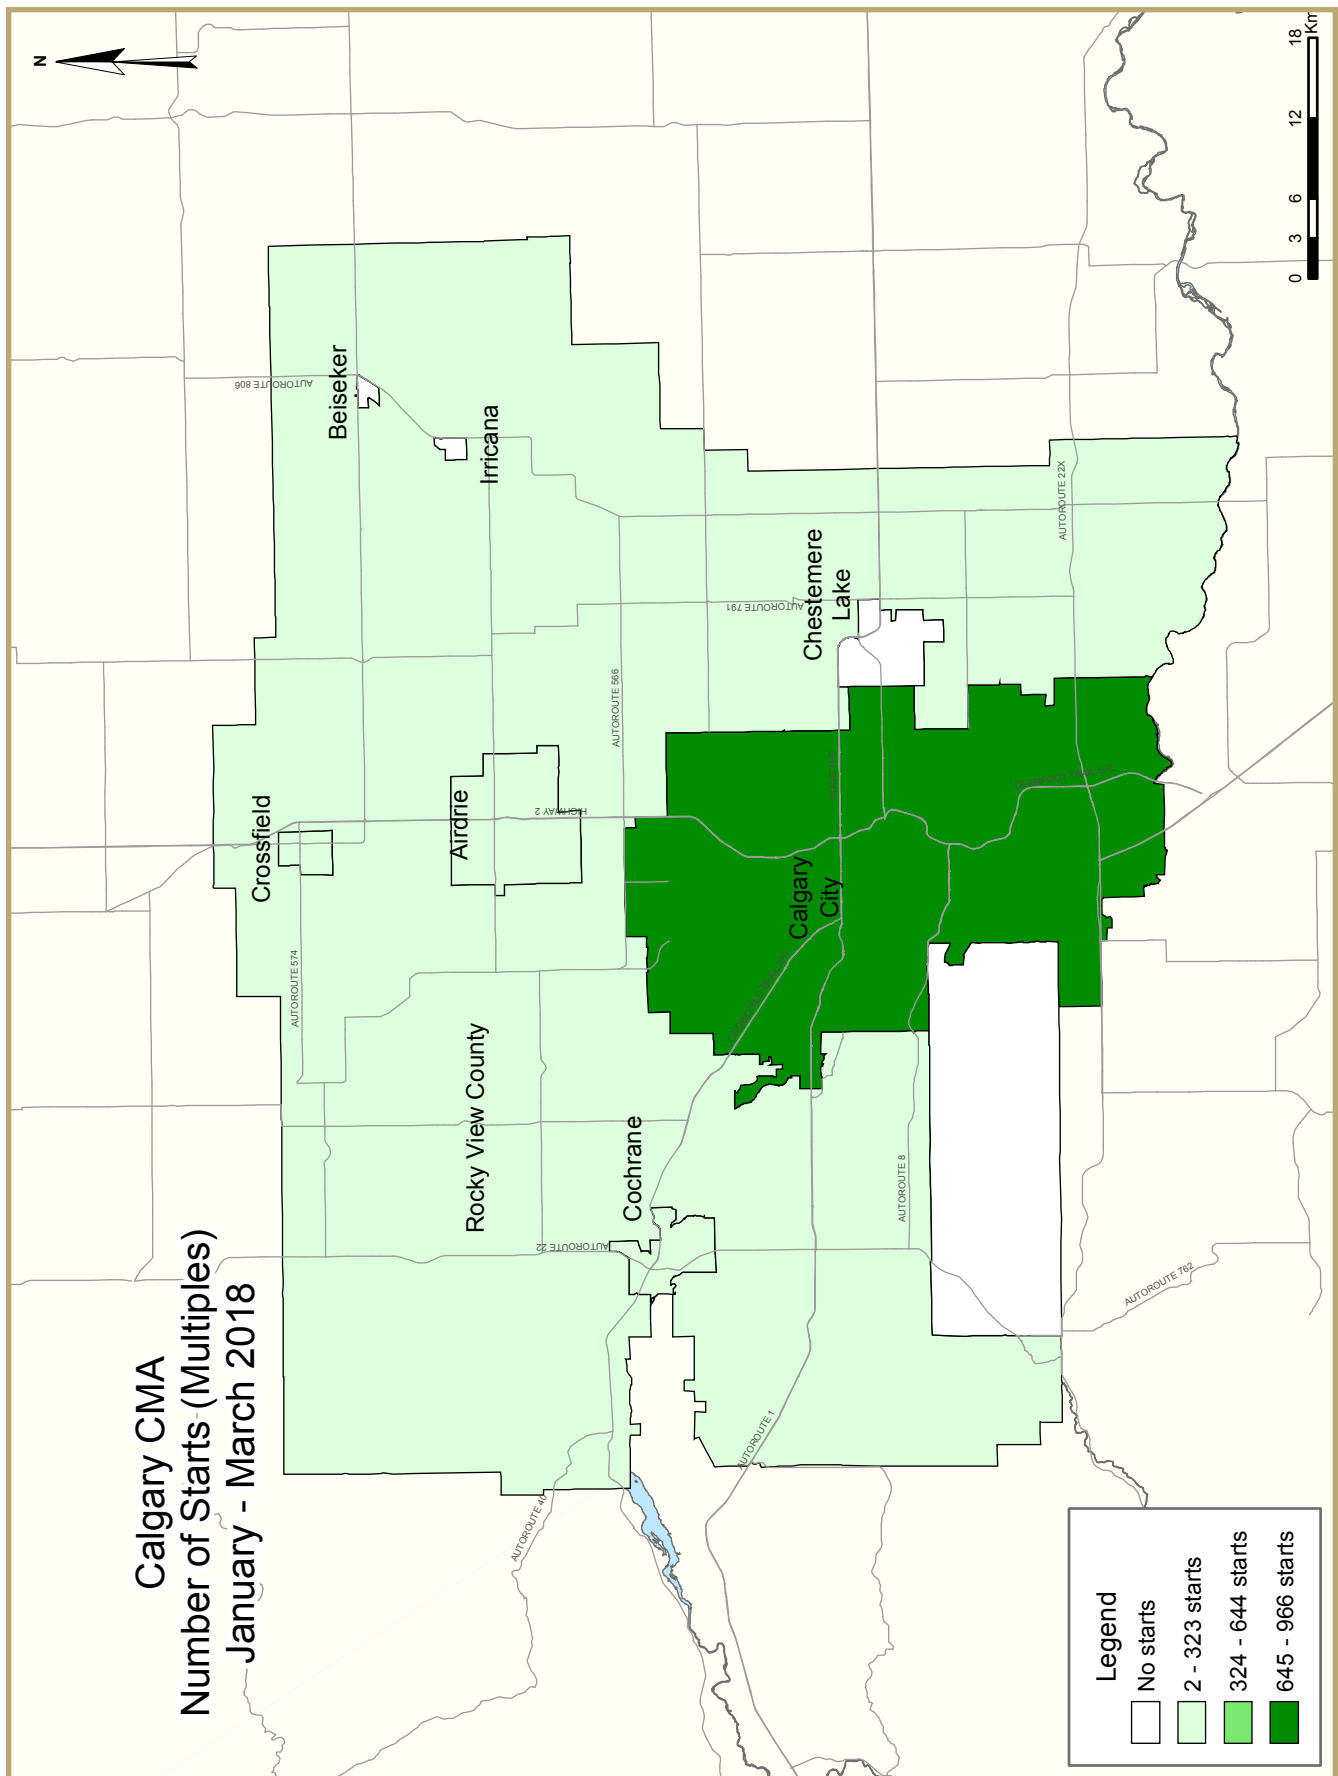 Calgary CMA
Number of Starts (Multiples)
January - March 2018
N
Crossfield
Beiseker
Irricana
Airdrie
Rocky View County
Cochrane
Chestemere
Lake
Calgary
City
AUTOROUTE 806
AUTOROUTE 574
HIGHWAY 2
AUTOROUTE 566
AUTOROUTE 791
AUTOROUTE 22X
AUTOROUTE 22
AUTOROUTE 8
AUTOROUTE 1
AUTOROUTE 40
AUTOROUTE 762
Legend
No starts
2 - 323 starts
324 - 644 starts
645 - 966 starts
0 3 6 12 18
Km